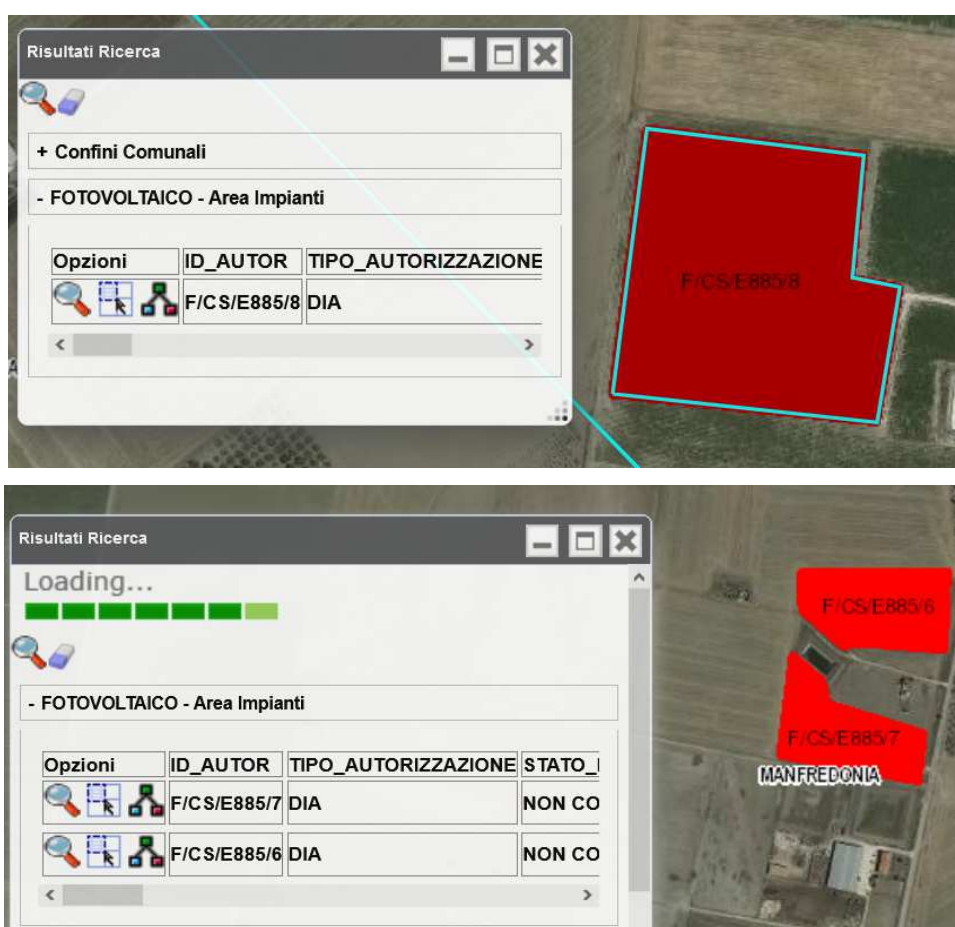 Risultati Ricerca
+ Confini Comunali
- FOTOVOLTAICO - Area Impianti
Opzioni ID_AUTOR TIPO_AUTORIZZAZIONE
F/CS/E885/8 DIA
F/CS/E885/8
Risultati Ricerca
Loading...
- FOTOVOLTAICO - Area Impianti
Opzioni ID_AUTOR TIPO_AUTORIZZAZIONE STATO_
F/CS/E885/7 DIA NON CO
F/CS/E885/6 DIA NON CO
F/CS/E885/6
F/CS/E885/7
MANFREDONIA